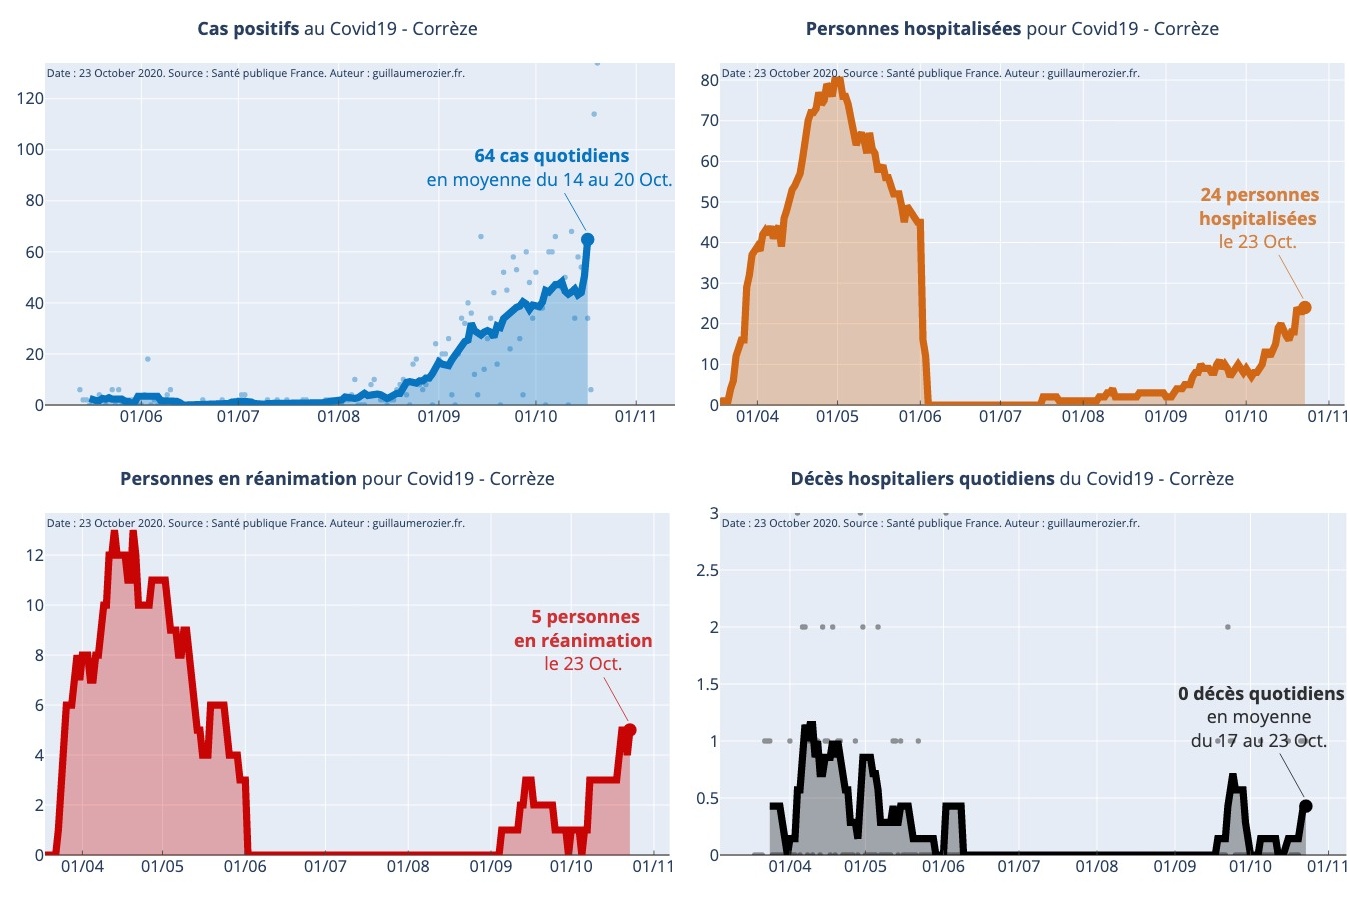 Cas positifs au Covid19 - Corrèze
Date : 23 October 2020. Source : Santé publique France. Auteur : guillaumerozier.fr.
120
100
80
60
40
20
0
64 cas quotidiens
en moyenne du 14 au 20 Oct.
01/06 01/07 01/08 01/09 01/10 01/11
Personnes hospitalisées pour Covid19 - Corrèze
Date : 23 October 2020. Source : Santé publique France. Auteur : guillaumerozier.fr.
80
70
60
50
40
30
20
10
0
24 personnes
hospitalisées
le 23 Oct.
01/04 01/05 01/06 01/07 01/08 01/09 01/10 01/11
Personnes en réanimation pour Covid19 - Corrèze
Date : 23 October 2020. Source : Santé publique France. Auteur : guillaumerozier.fr.
12
10
8
6
4
2
0
5 personnes
en réanimation
le 23 Oct.
01/04 01/05 01/06 01/07 01/08 01/09 01/10 01/11
Décès hospitaliers quotidiens du Covid19 - Corrèze
Date : 23 October 2020. Source : Santé publique France. Auteur : guillaumerozier.fr.
3
2.5
2
1.5
1
0.5
0
0 décès quotidiens
en moyenne
du 17 au 23 Oct.
01/04 01/05 01/06 01/07 01/08 01/09 01/10 01/11